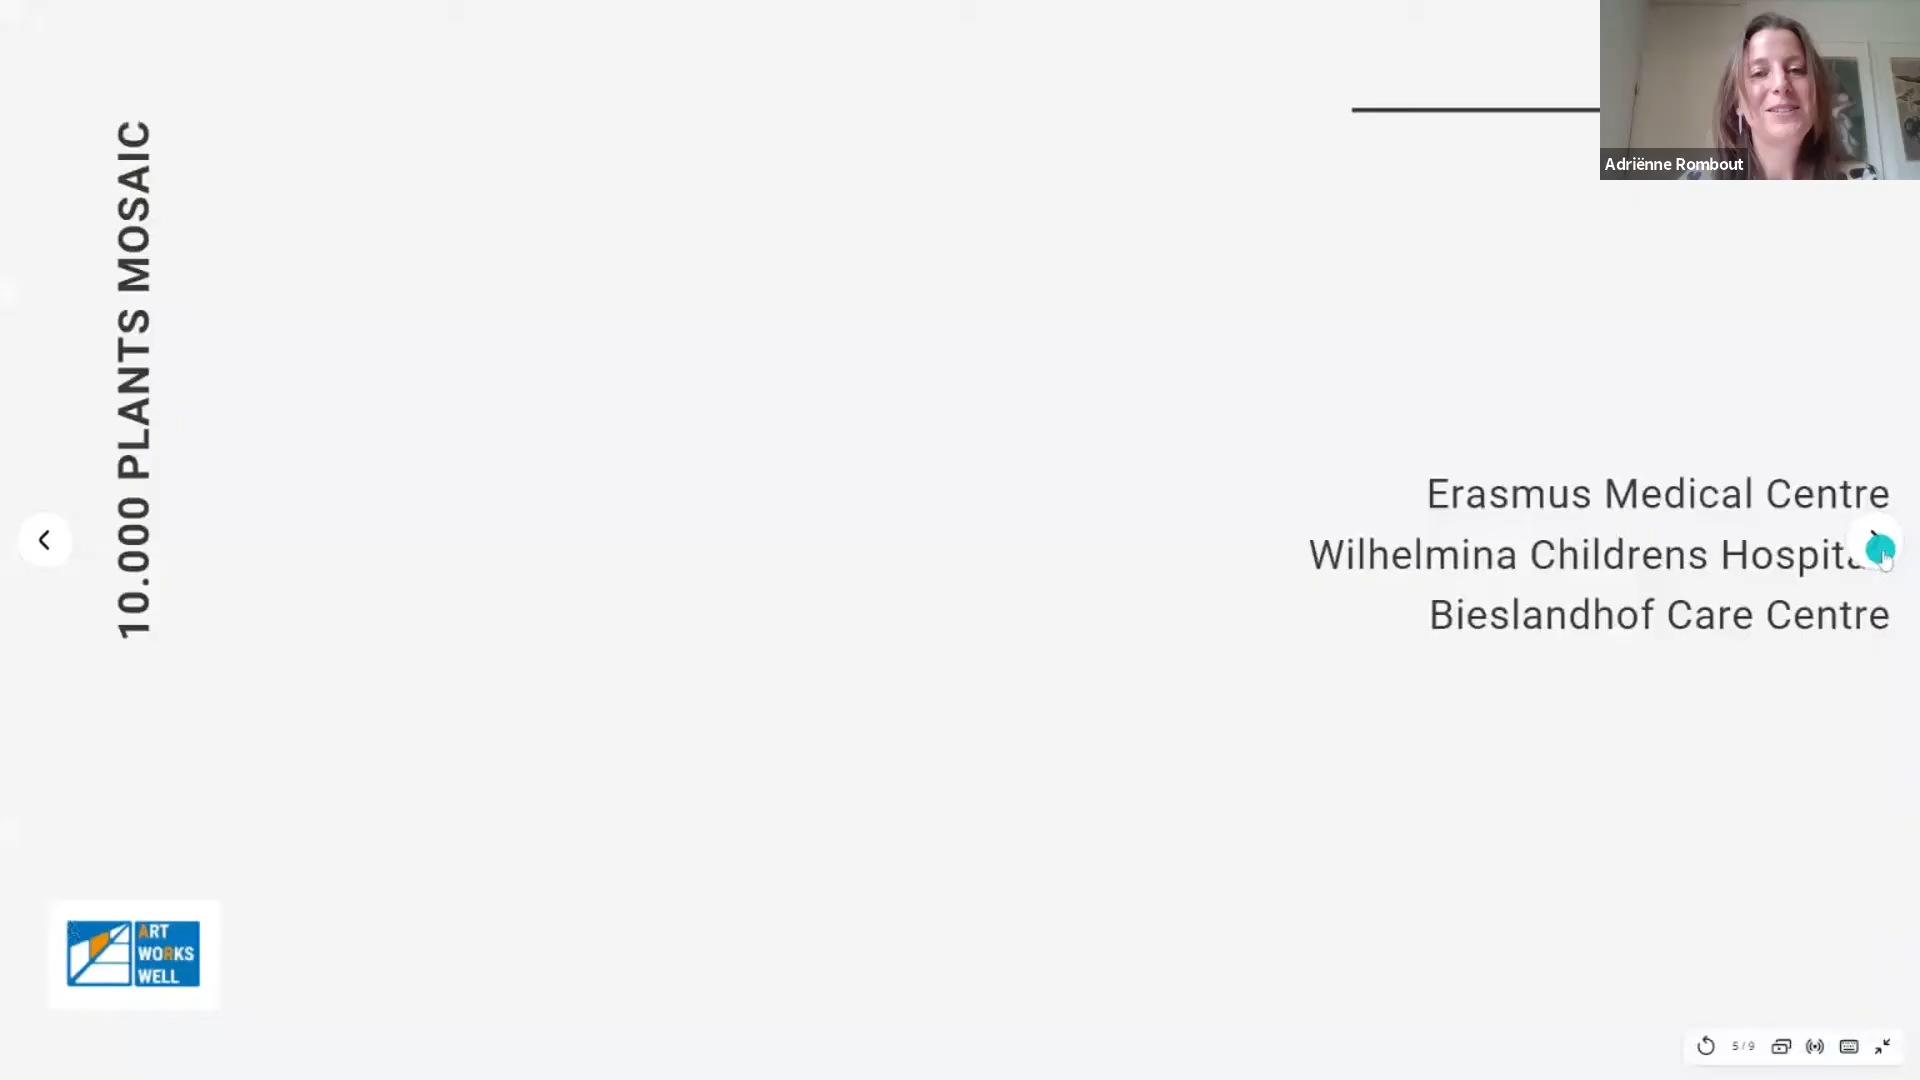 10.000 PLANTS MOSAIC
Adriënne Rombout
Erasmus Medical Centre
Wilhelmina Childrens
Bieslandhof Care Centre
ART
WORKS
WELL
5/9